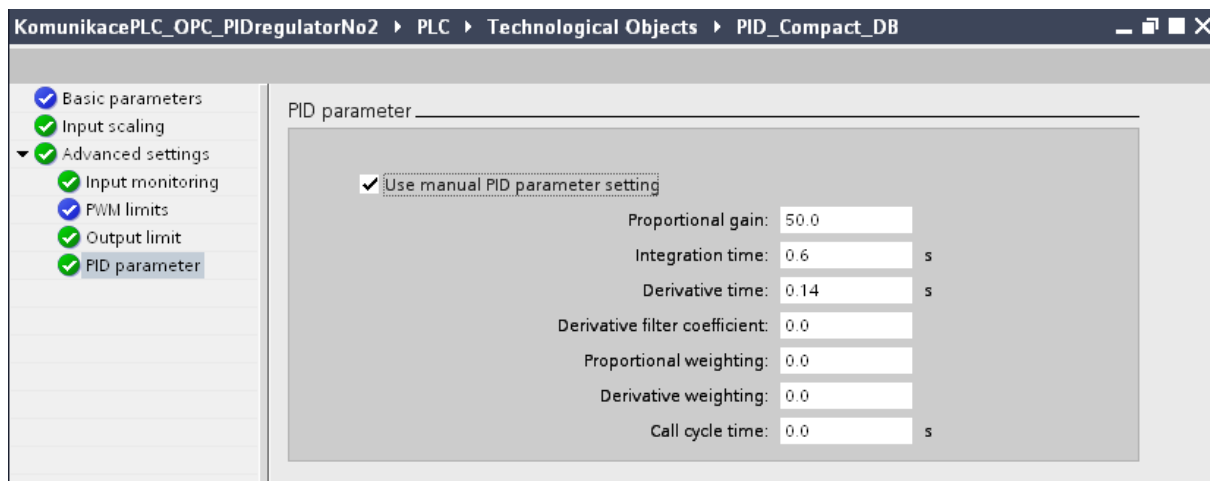 KomunikacePLC_OPC_PIDregulatorNo2 ▸ PLC ▸ Technological Objects ▸ PID_Compact_DB
Basic parameters
Input scaling
Advanced settings
Input monitoring
PWM limits
Output limit
PID parameter
PID parameter
Use manual PID parameter setting
Proportional gain: 50.0
Integration time: 0.6 s
Derivative time: 0.14 s
Derivative filter coefficient: 0.0
Proportional weighting: 0.0
Derivative weighting: 0.0
Call cycle time: 0.0 s